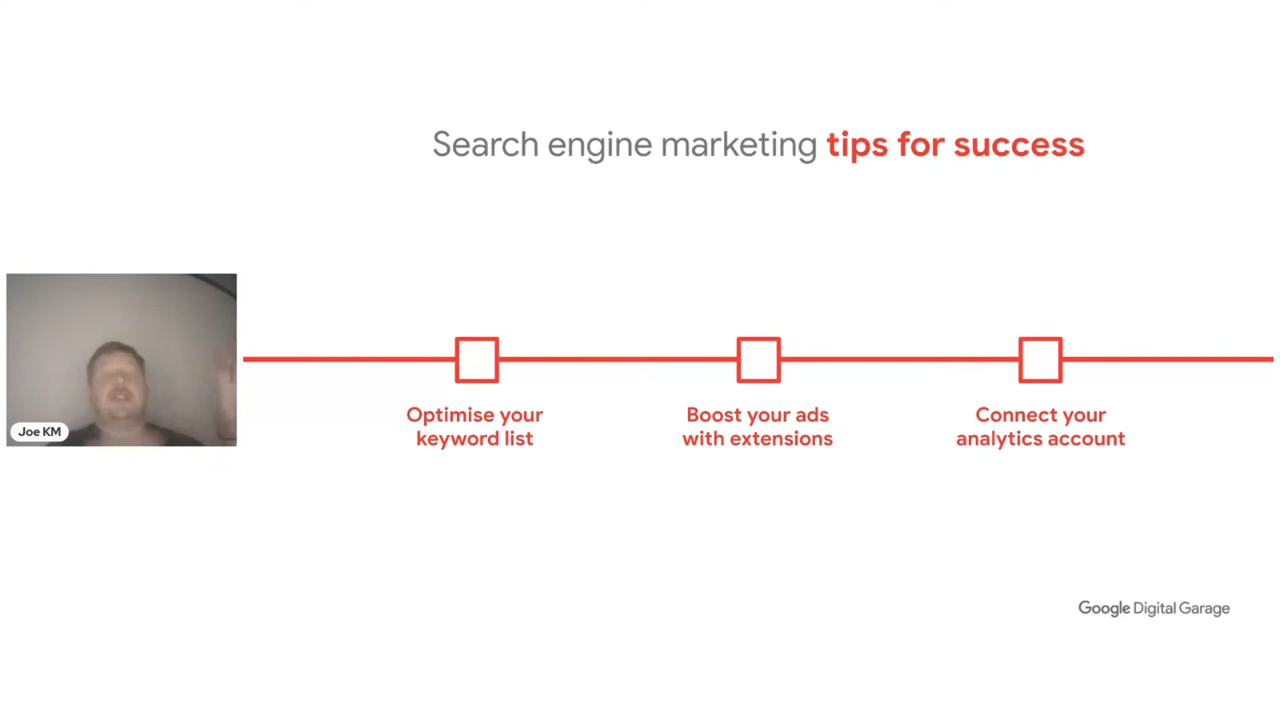 Search engine marketing tips for success
Joe KM
Optimise your
keyword list
Boost your ads
with extensions
Connect your
analytics account
Google Digital Garage